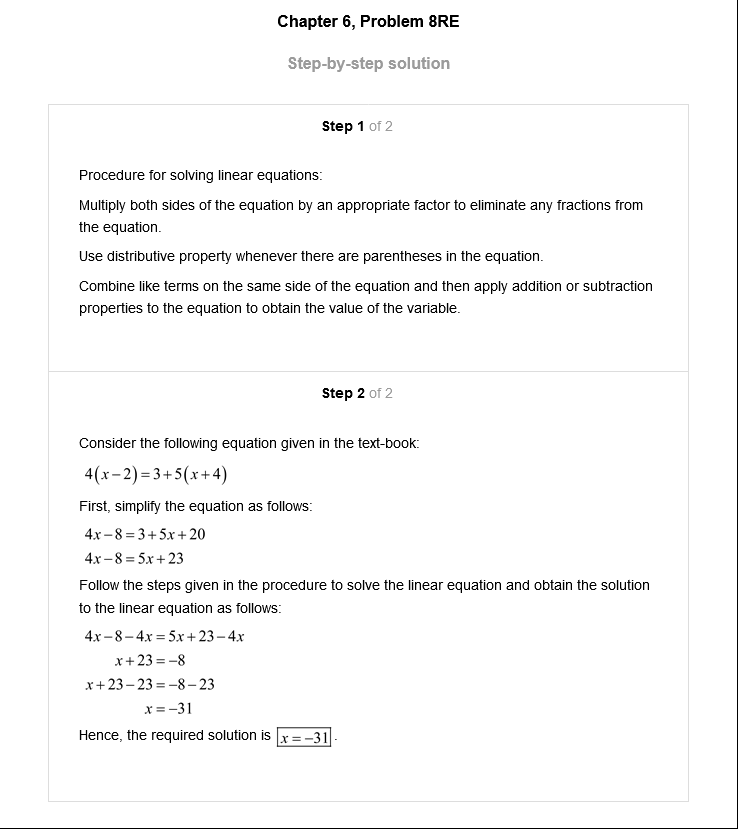 Chapter 6, Problem 8RE
Step-by-step solution
Step 1 of 2
Procedure for solving linear equations:
Multiply both sides of the equation by an appropriate factor to eliminate any fractions from
the equation.
Use distributive property whenever there are parentheses in the equation.
Combine like terms on the same side of the equation and then apply addition or subtraction
properties to the equation to obtain the value of the variable.
Step 2 of 2
Consider the following equation given in the text-book:
4(x−2)=3+5(x+4)
First, simplify the equation as follows:
4x−8=3+5x+20
4x−8=5x+23
Follow the steps given in the procedure to solve the linear equation and obtain the solution
to the linear equation as follows:
4x−8−4x=5x+23−4x
x+23=−8
x+23−23=−8−23
x=−31
Hence, the required solution is x=−31.